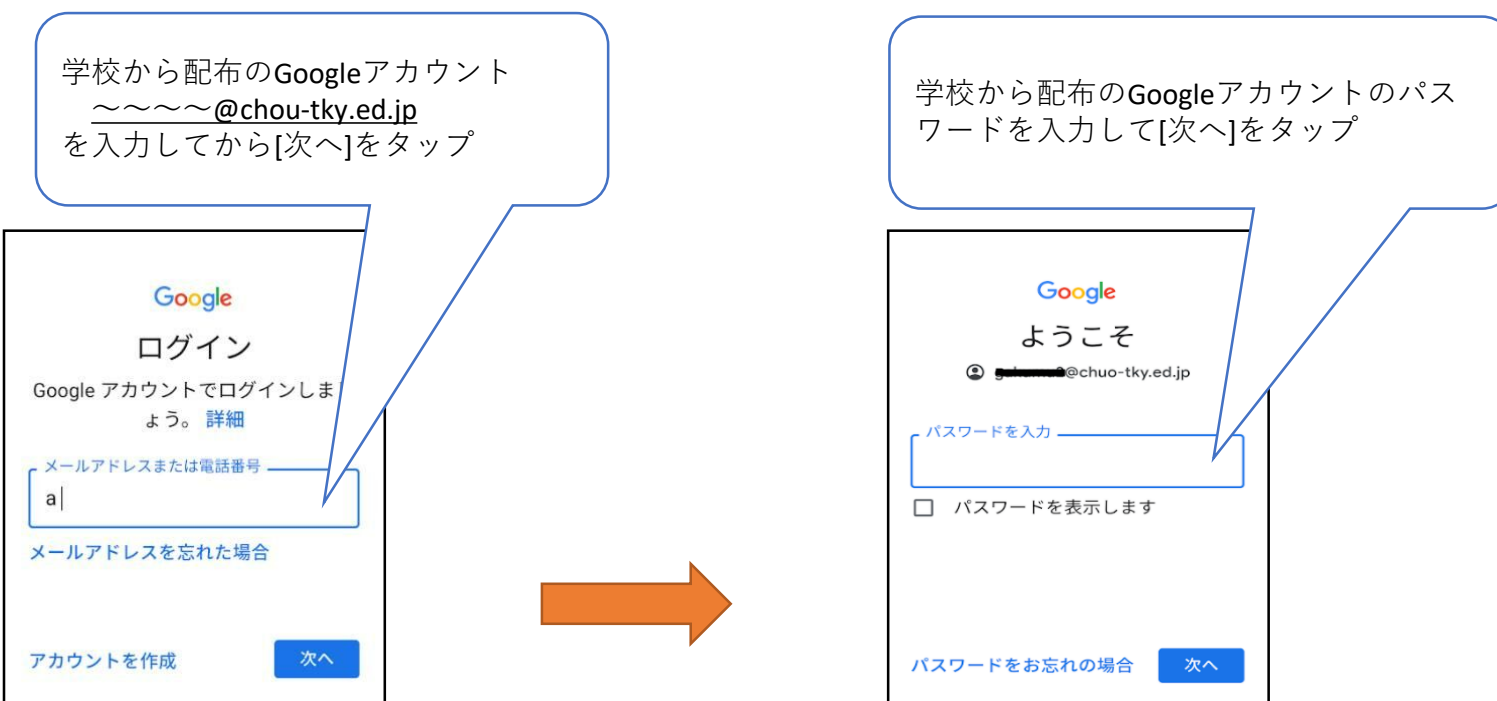 学校から配布のGoogleアカウント
～～～～@chou-tky.ed.jp
を入力してから[次へ]をタップ
Google
ログイン
Google アカウントでログインしまし
ょう。 詳細
メールアドレスまたは電話番号
a
メールアドレスを忘れた場合
アカウントを作成
次へ
学校から配布のGoogleアカウントのパス
ワードを入力して[次へ]をタップ
Google
ようこそ
@chuo-tky.ed.jp
パスワードを入力
パスワードを表示します
パスワードをお忘れの場合
次へ